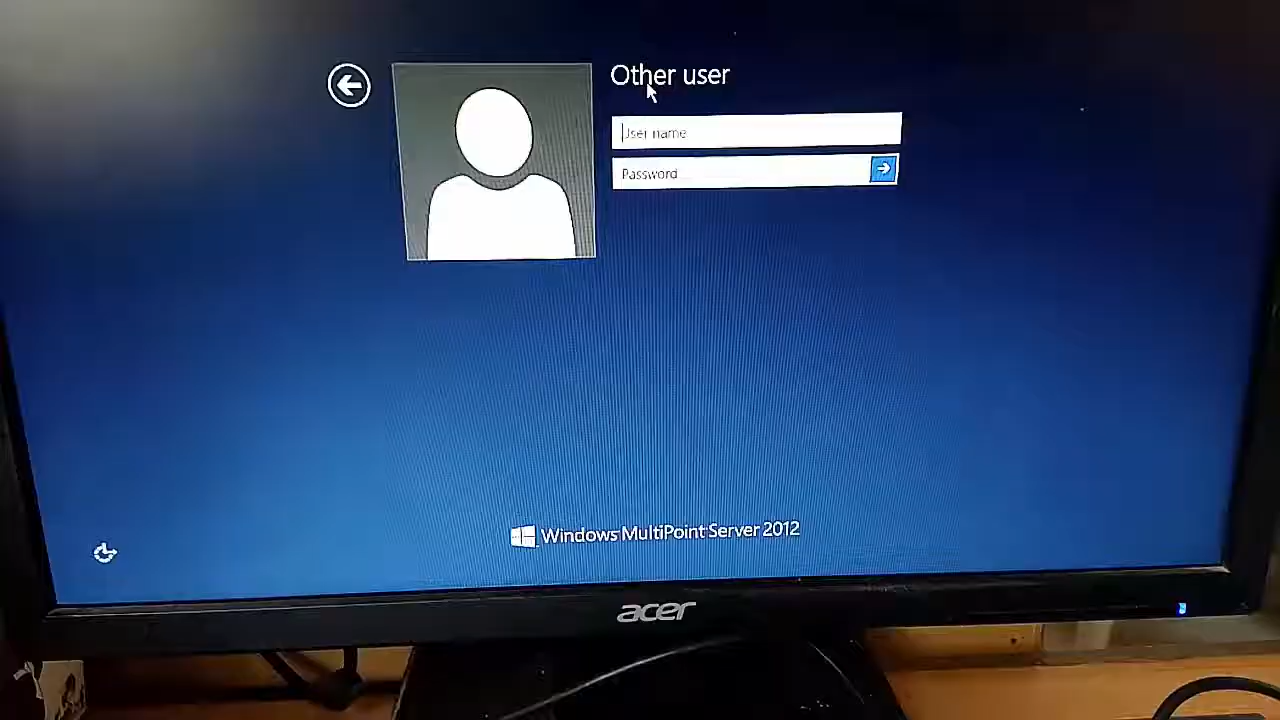 Other user
User name
Password
Windows MultiPoint Server 2012
acer